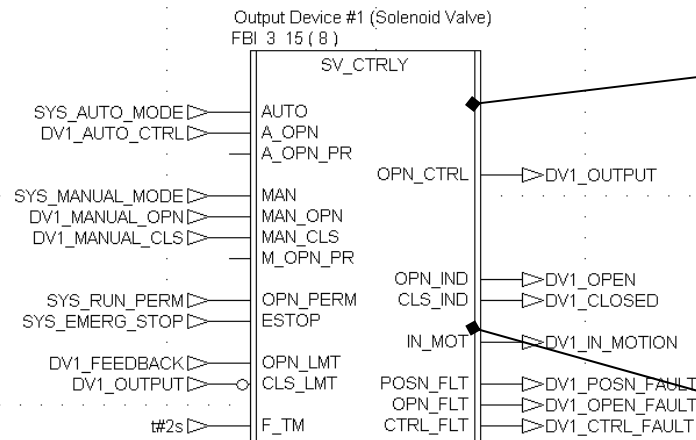 Output Device #1 (Solenoid Valve)
FBI 3 15 ( 8 )
SV_CTRLY
SYS_AUTO_MODE AUTO
DV1_AUTO_CTRL A_OPN
A_OPN_PR
OPN_CTRL DV1_OUTPUT
SYS_MANUAL_MODE MAN
DV1_MANUAL_OPN MAN_OPN
DV1_MANUAL_CLS MAN_CLS
M_OPN_PR
OPN_IND DV1_OPEN
SYS_RUN_PERM OPN_PERM CLS_IND DV1_CLOSED
SYS_EMERG_STOP ESTOP
IN_MOT DV1_IN_MOTION
DV1_FEEDBACK OPN_LMT
DV1_OUTPUT CLS_LMT POSN_FLT DV1_POSN_FAULT
OPN_FLT DV1_OPEN_FAULT
t#2s F_TM CTRL_FLT DV1_CTRL_FAULT